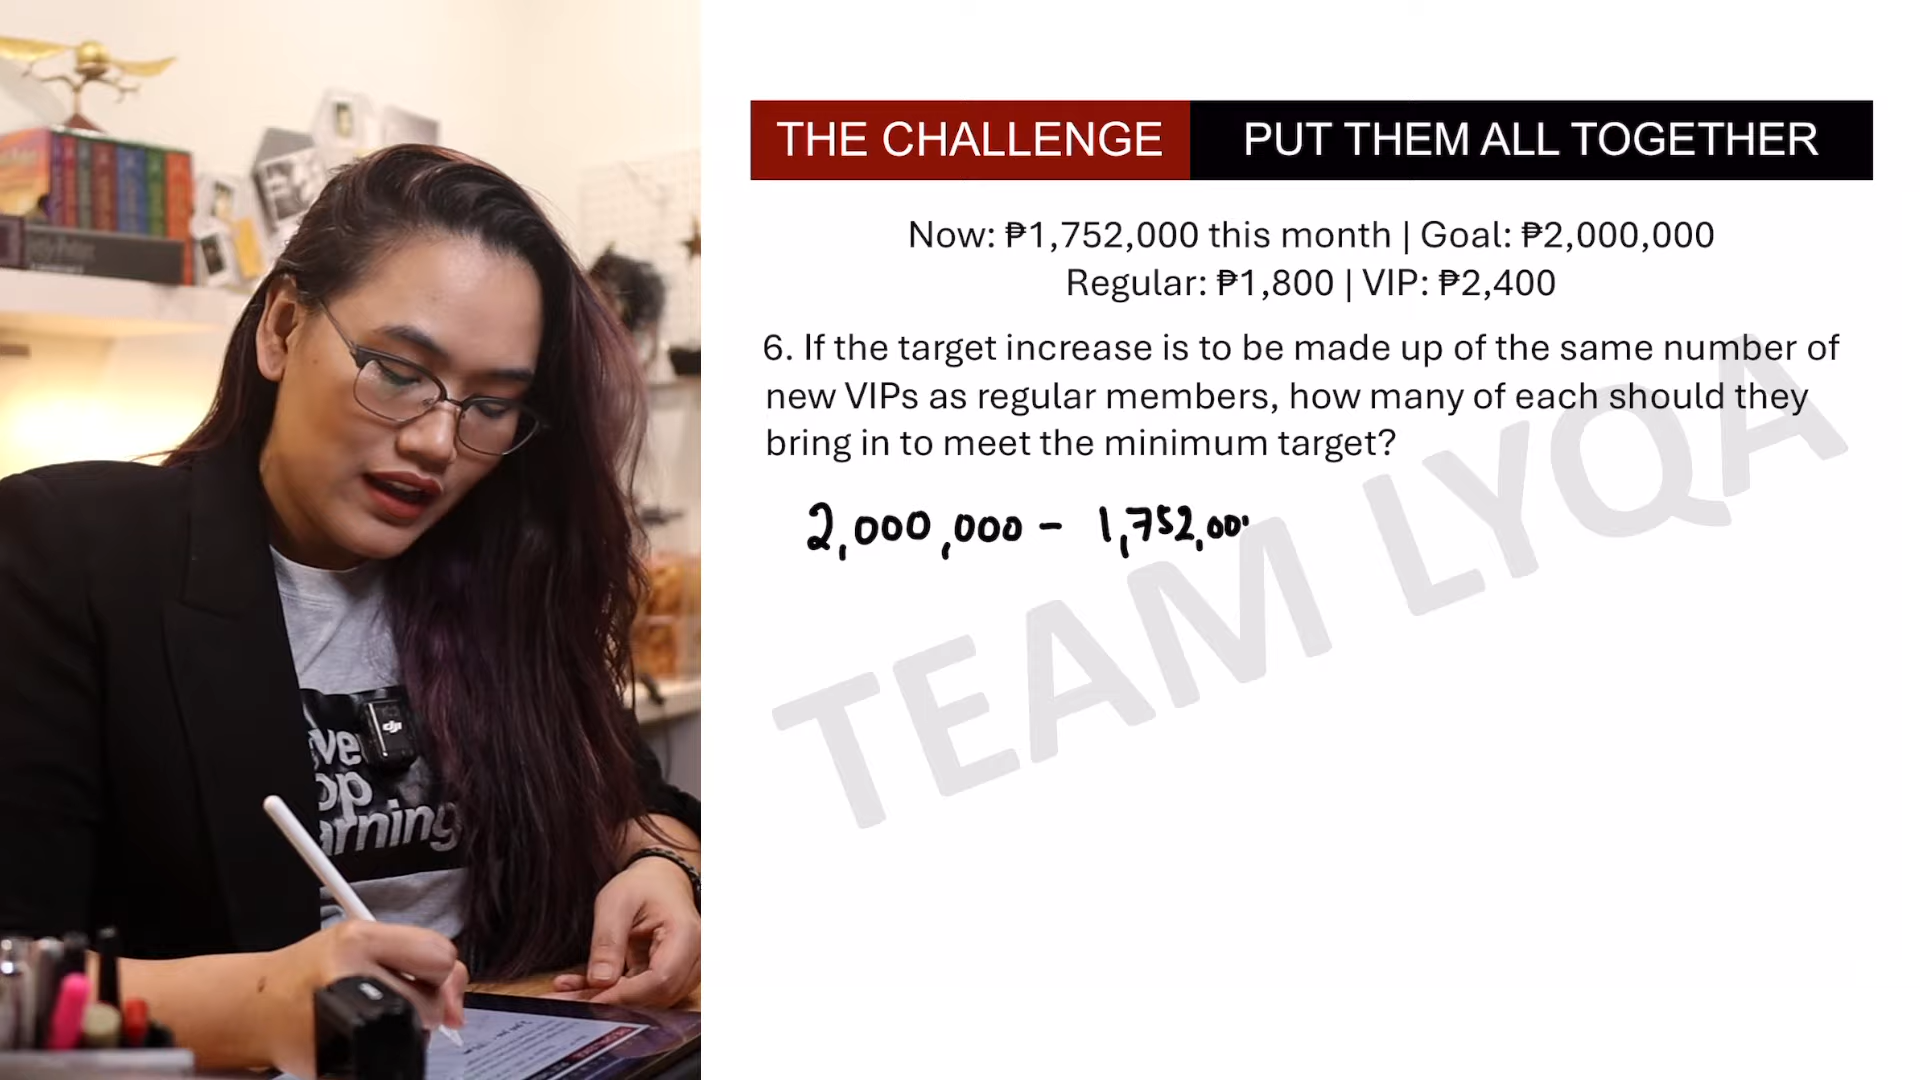 THE CHALLENGE PUT THEM ALL TOGETHER
Now: ₱1,752,000 this month | Goal: ₱2,000,000
Regular: ₱1,800 | VIP: ₱2,400
6. If the target increase is to be made up of the same number of
new VIPs as regular members, how many of each should they
bring in to meet the minimum target?
2,000,000 - 1,752,00
TEAM LYQA
dji